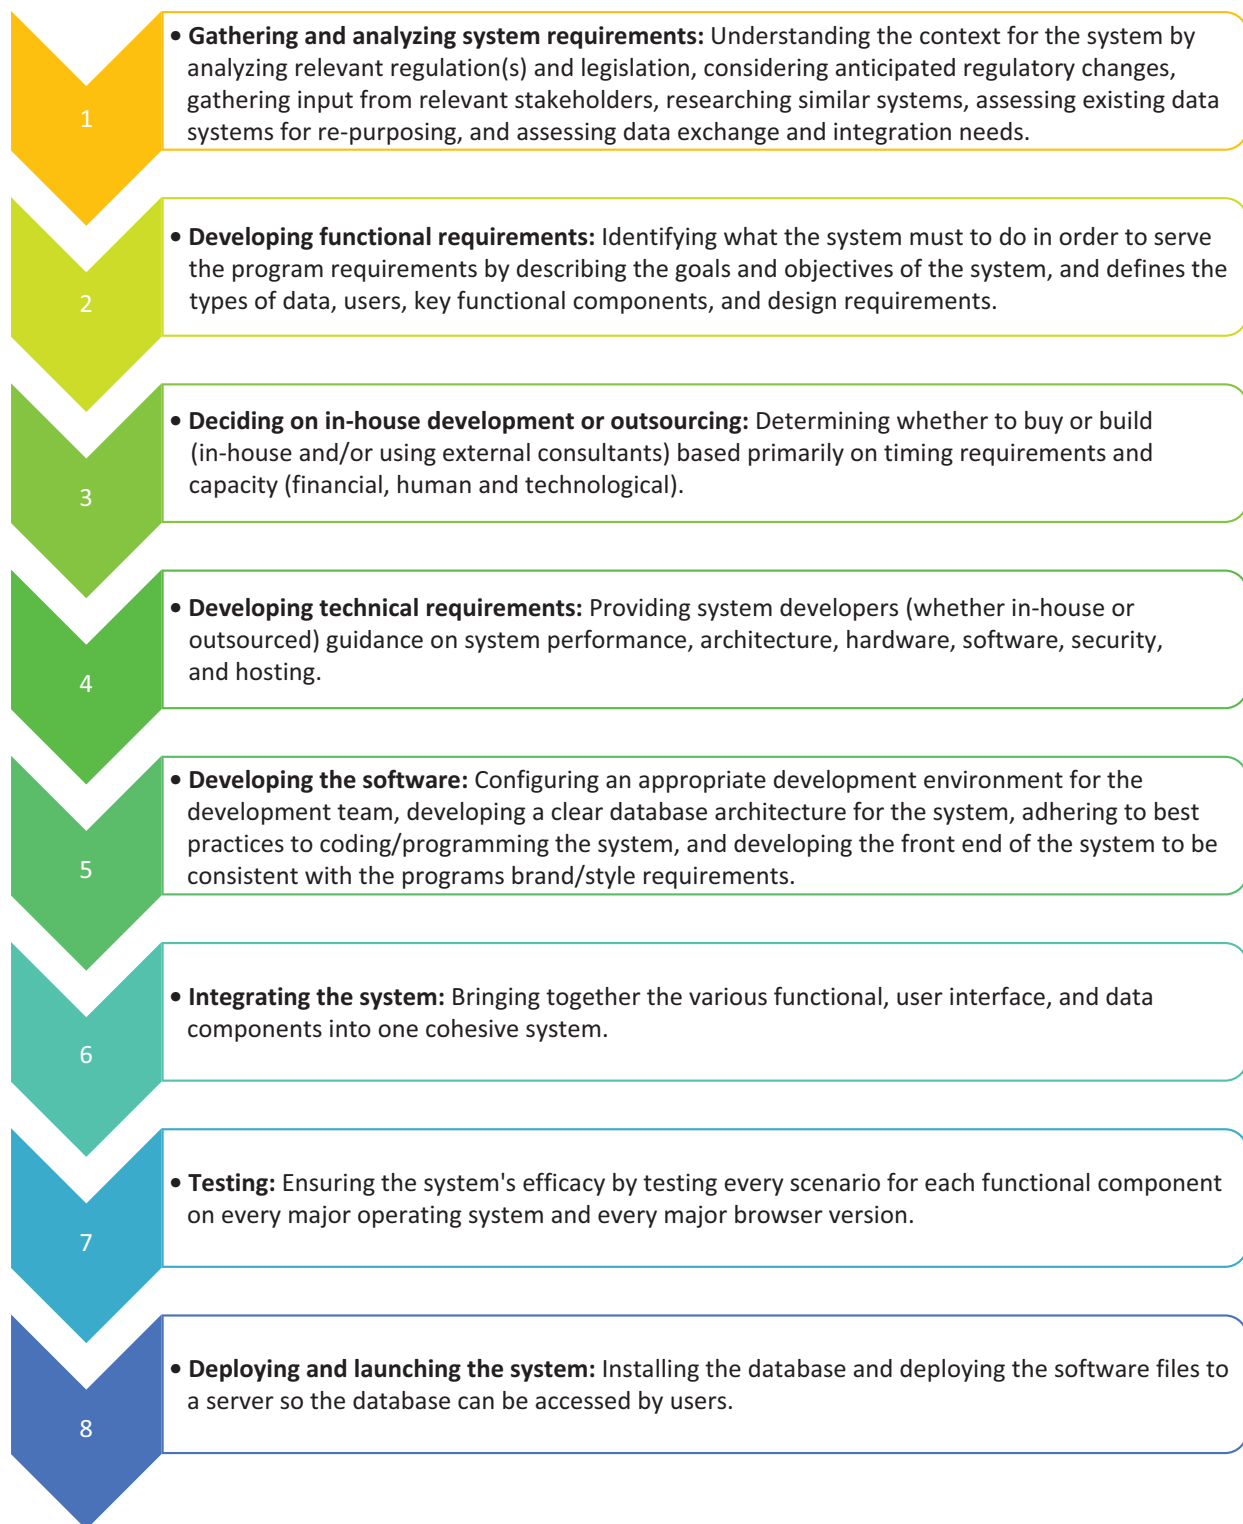 1
• Gathering and analyzing system requirements: Understanding the context for the system by
analyzing relevant regulation(s) and legislation, considering anticipated regulatory changes,
gathering input from relevant stakeholders, researching similar systems, assessing existing data
systems for re-purposing, and assessing data exchange and integration needs.
2
• Developing functional requirements: Identifying what the system must to do in order to serve
the program requirements by describing the goals and objectives of the system, and defines the
types of data, users, key functional components, and design requirements.
3
• Deciding on in-house development or outsourcing: Determining whether to buy or build
(in-house and/or using external consultants) based primarily on timing requirements and
capacity (financial, human and technological).
4
• Developing technical requirements: Providing system developers (whether in-house or
outsourced) guidance on system performance, architecture, hardware, software, security,
and hosting.
5
• Developing the software: Configuring an appropriate development environment for the
development team, developing a clear database architecture for the system, adhering to best
practices to coding/programming the system, and developing the front end of the system to be
consistent with the programs brand/style requirements.
6
• Integrating the system: Bringing together the various functional, user interface, and data
components into one cohesive system.
7
• Testing: Ensuring the system's efficacy by testing every scenario for each functional component
on every major operating system and every major browser version.
8
• Deploying and launching the system: Installing the database and deploying the software files to
a server so the database can be accessed by users.